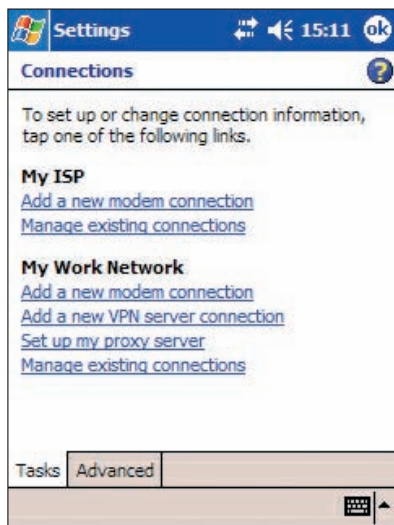 Settings 15:11 ok
Connections ?
To set up or change connection information,
tap one of the following links.
My ISP
Add a new modem connection
Manage existing connections
My Work Network
Add a new modem connection
Add a new VPN server connection
Set up my proxy server
Manage existing connections
Tasks Advanced